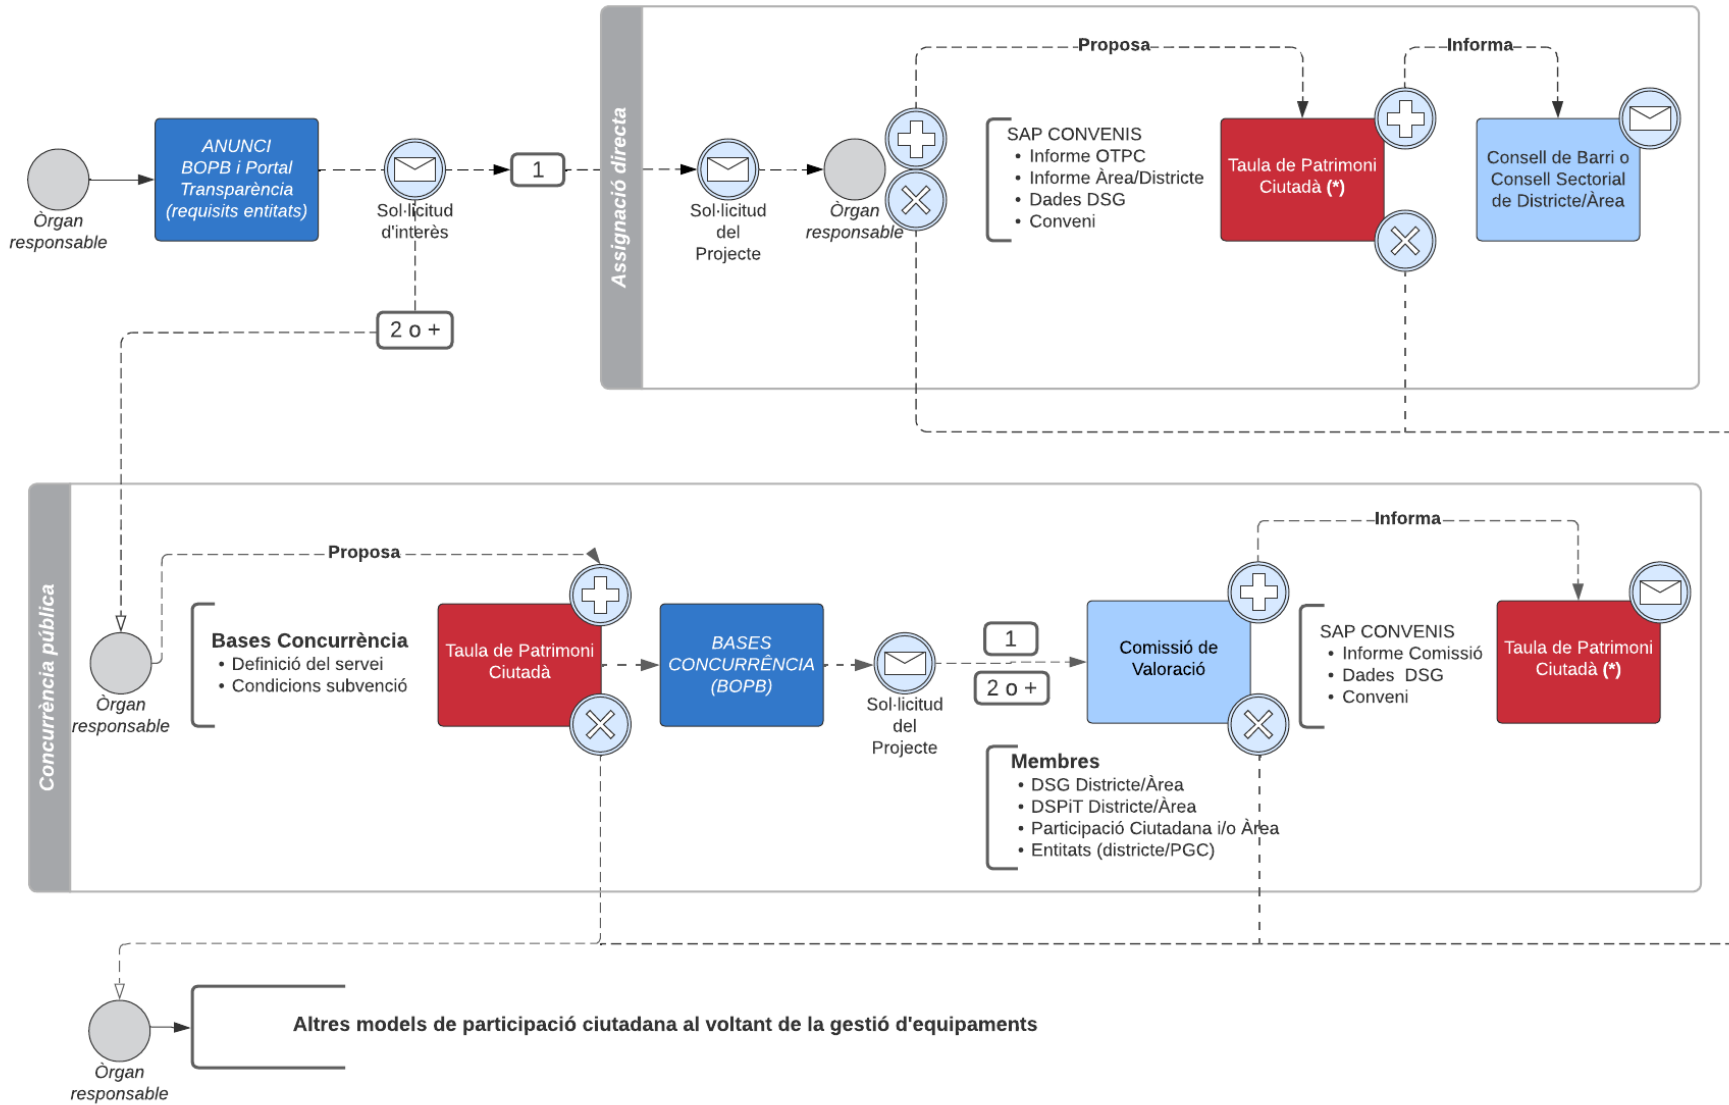 Proposa
Informa
Assignació directa
ANUNCI
BOPB i Portal
Transparència
(requisits entitats)
Òrgan
responsable
Sol·licitud
d'interès
1
Sol·licitud
del
Projecte
Òrgan
responsable
SAP CONVENIS
• Informe OTPC
• Informe Àrea/Districte
• Dades DSG
• Conveni
Taula de Patrimoni
Ciutadà (*)
Consell de Barri o
Consell Sectorial
de Districte/Àrea
2 o +
Concurrència pública
Proposa
Informa
Òrgan
responsable
Bases Concurrència
• Definició del servei
• Condicions subvenció
Taula de Patrimoni
Ciutadà
BASES
CONCURRÈNCIA
(BOPB)
Sol·licitud
del
Projecte
1
2 o +
Comissió de
Valoració
SAP CONVENIS
• Informe Comissió
• Dades  DSG
• Conveni
Taula de Patrimoni
Ciutadà (*)
Membres
• DSG Districte/Àrea
• DSPiT Districte/Àrea
• Participació Ciutadana i/o Àrea
• Entitats (districte/PGC)
Altres models de participació ciutadana al voltant de la gestió d'equipaments
Òrgan
responsable